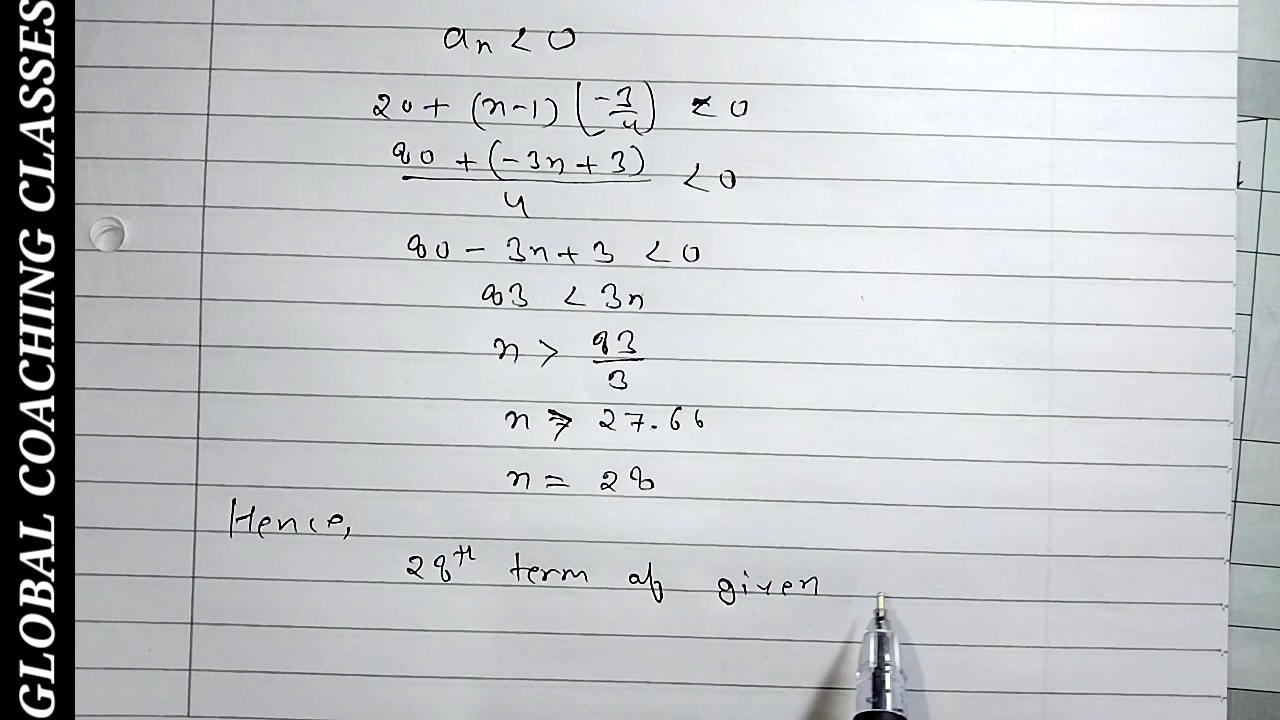 GLOBAL COACHING CLASSES
aₙ < 0
20 + (n-1) (-3/4) < 0
80 + (-3n + 3) / 4 < 0
80 - 3n + 3 < 0
83 < 3n
n > 83/3
n > 27.66
n = 28
Hence,
28th term of given